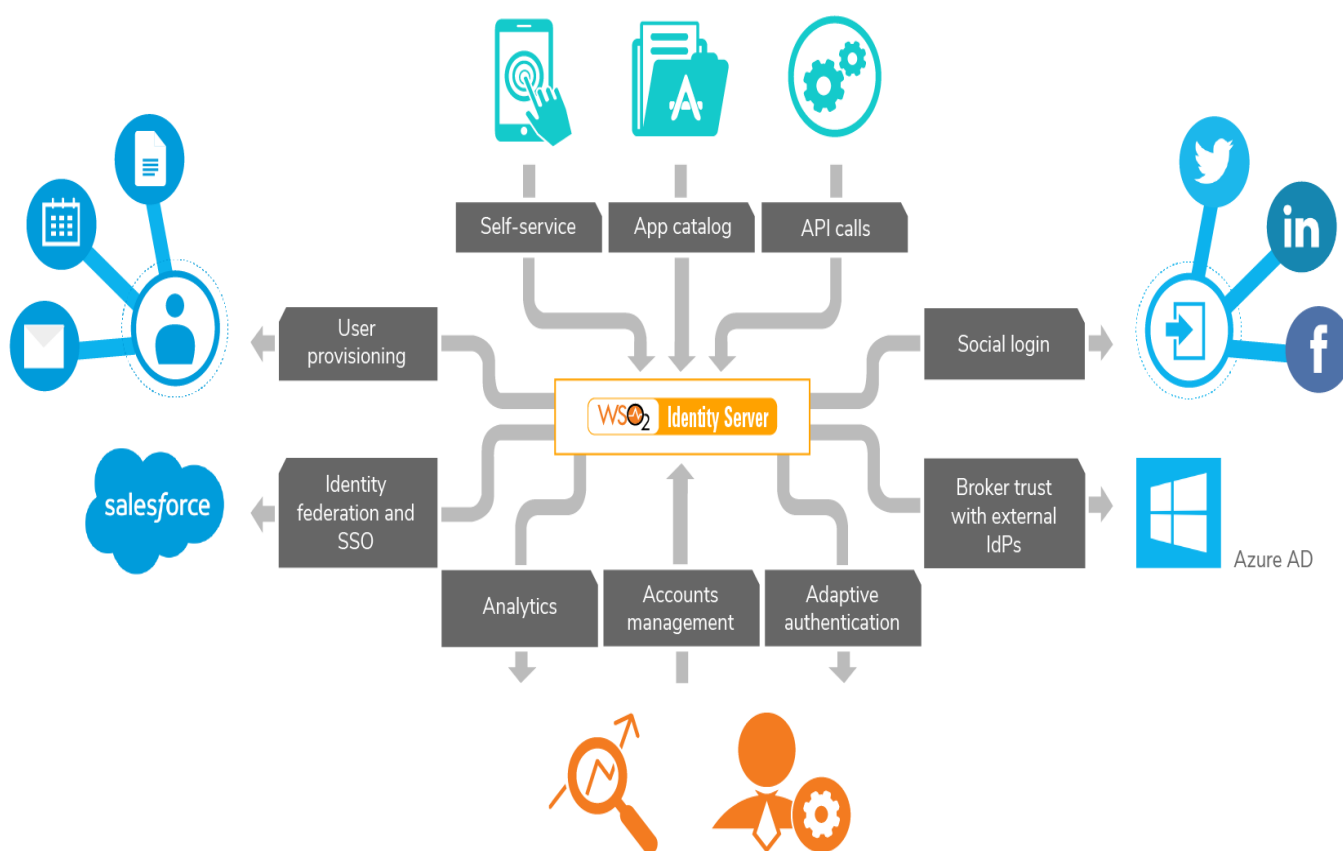 Self-service
App catalog
API calls
in
f
User
provisioning
Social login
WSO2 Identity Server
salesforce
Identity
federation and
SSO
Broker trust
with external
IdPs
Azure AD
Analytics
Accounts
management
Adaptive
authentication